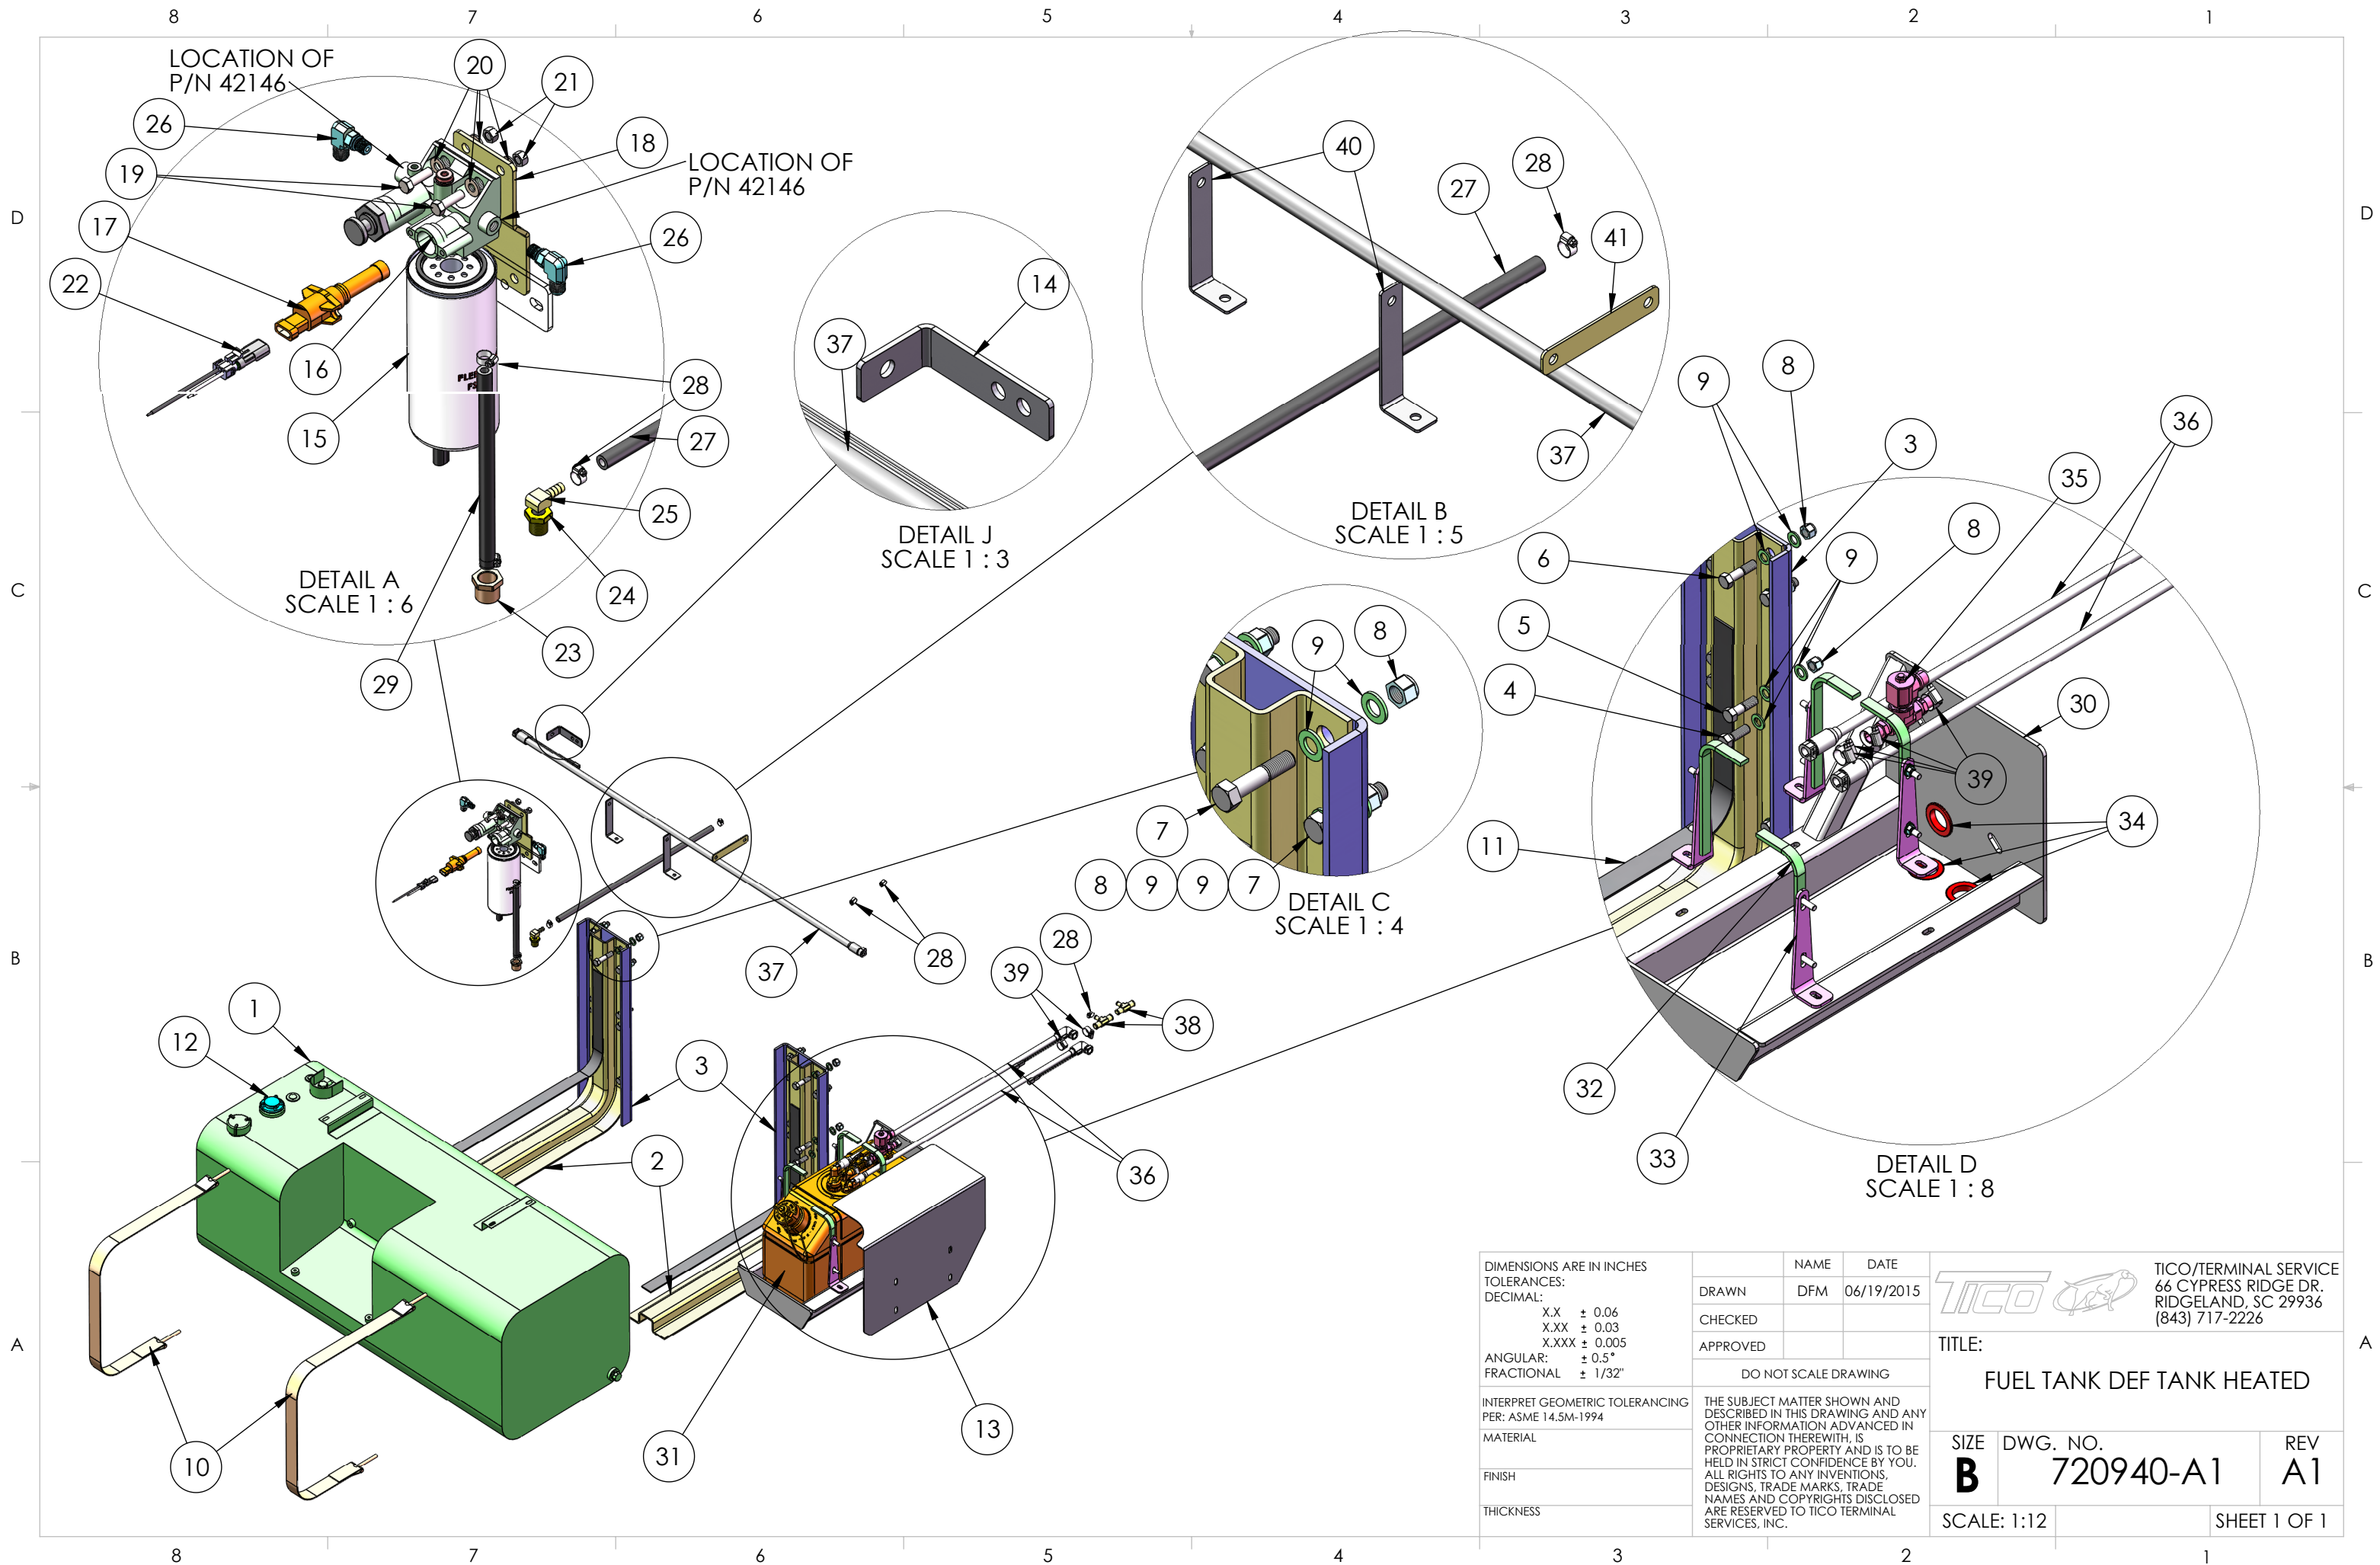 8 7 6 5 4 3 2 1
D
C
B
A
D
C
B
A
LOCATION OF
P/N 42146
20
21
26
18
LOCATION OF
P/N 42146
19
17
26
22
16
28
15
27
25
24
DETAIL A
SCALE 1 : 6
23
29
14
37
DETAIL J
SCALE 1 : 3
40
28
27
41
37
DETAIL B
SCALE 1 : 5
9
8
3
36
35
6
8
9
5
4
30
39
34
11
32
33
DETAIL D
SCALE 1 : 8
9
8
7
8 9 9 7
DETAIL C
SCALE 1 : 4
37
28
28
39
38
1
12
3
2
36
10
31
13
DIMENSIONS ARE IN INCHES
TOLERANCES:
DECIMAL:
X.X ± 0.06
X.XX ± 0.03
X.XXX ± 0.005
ANGULAR: ± 0.5°
FRACTIONAL ± 1/32"
INTERPRET GEOMETRIC TOLERANCING
PER: ASME 14.5M-1994
MATERIAL
FINISH
THICKNESS
NAME DATE
DRAWN DFM 06/19/2015
CHECKED
APPROVED
DO NOT SCALE DRAWING
THE SUBJECT MATTER SHOWN AND
DESCRIBED IN THIS DRAWING AND ANY
OTHER INFORMATION ADVANCED IN
CONNECTION THEREWITH, IS
PROPRIETARY PROPERTY AND IS TO BE
HELD IN STRICT CONFIDENCE BY YOU.
ALL RIGHTS TO ANY INVENTIONS,
DESIGNS, TRADE MARKS, TRADE
NAMES AND COPYRIGHTS DISCLOSED
ARE RESERVED TO TICO TERMINAL
SERVICES, INC.
TICO
TICO/TERMINAL SERVICE
66 CYPRESS RIDGE DR.
RIDGELAND, SC 29936
(843) 717-2226
TITLE:
FUEL TANK DEF TANK HEATED
SIZE DWG. NO. REV
B 720940-A1 A1
SCALE: 1:12 SHEET 1 OF 1
8 7 6 5 4 3 2 1